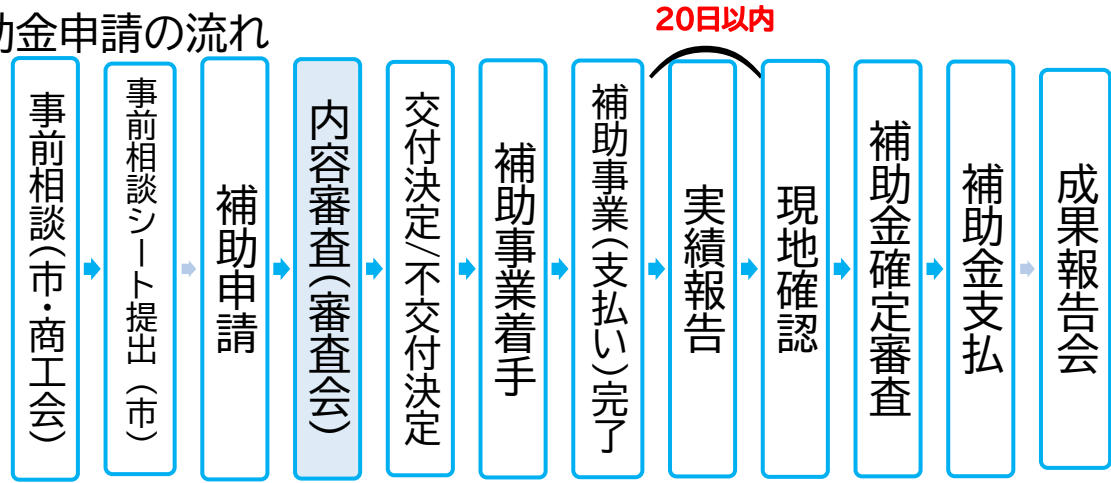 助金申請の流れ
20日以内
事前相談(市・商工会)
事前相談シート提出(市)
補助申請
内容審査(審査会)
交付決定/不交付決定
補助事業着手
補助事業(支払い)完了
実績報告
現地確認
補助金確定審査
補助金支払
成果報告会